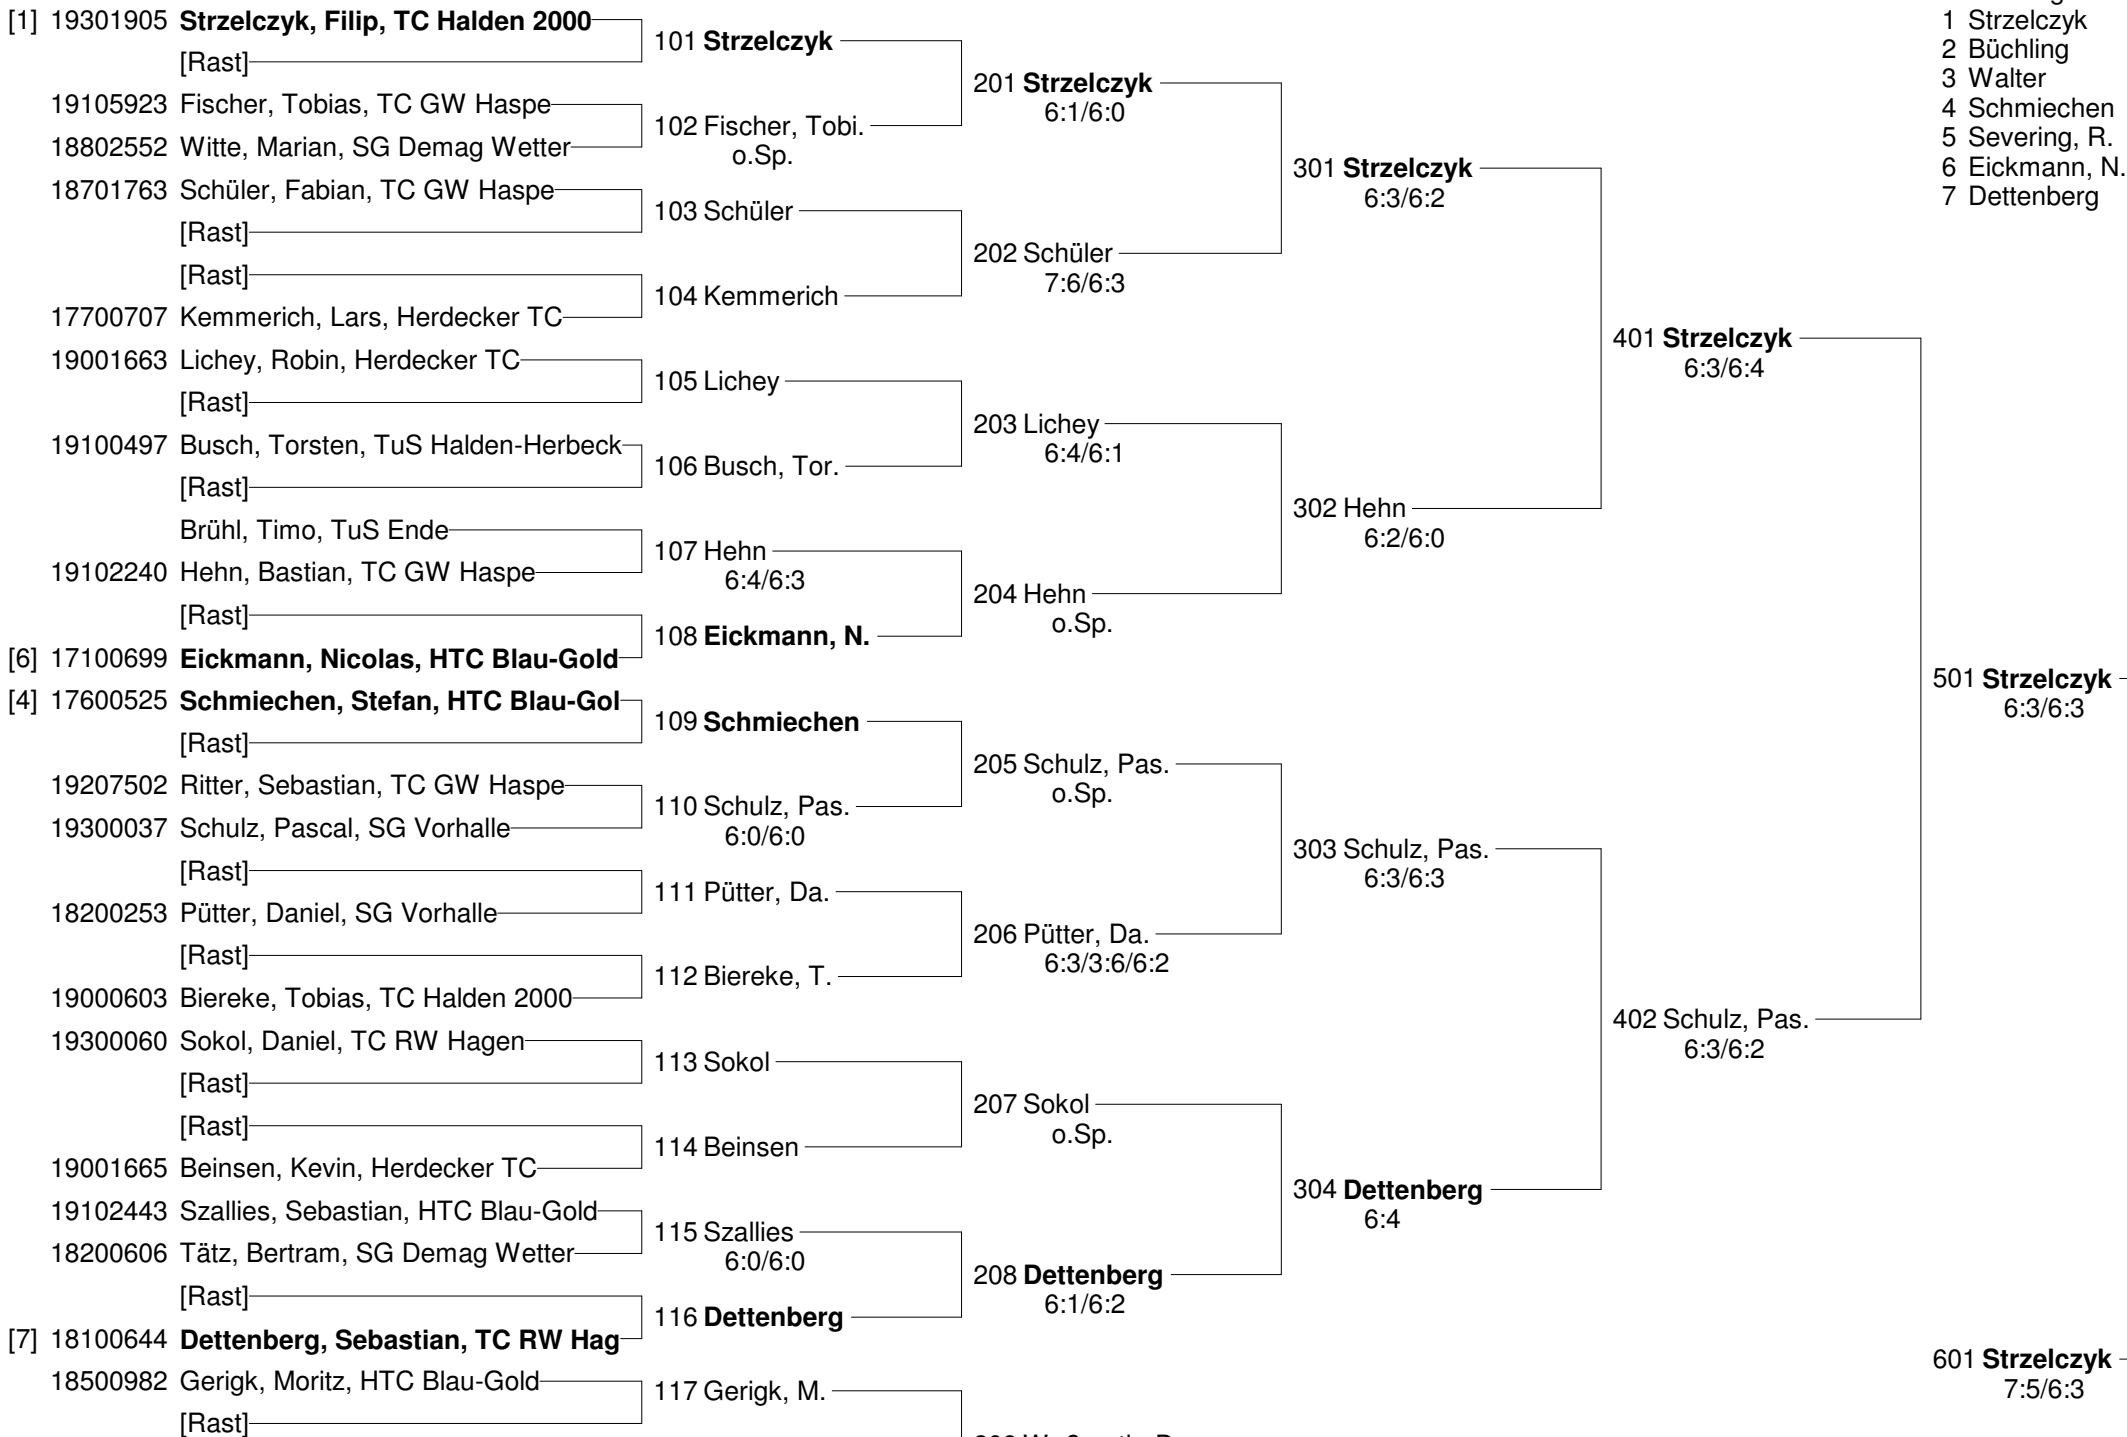 [1] 19301905 Strzelczyk, Filip, TC Halden 2000
[Rast]
19105923 Fischer, Tobias, TC GW Haspe
18802552 Witte, Marian, SG Demag Wetter
18701763 Schüler, Fabian, TC GW Haspe
[Rast]
[Rast]
17700707 Kemmerich, Lars, Herdecker TC
19001663 Lichey, Robin, Herdecker TC
[Rast]
19100497 Busch, Torsten, TuS Halden-Herbeck
[Rast]
Brühl, Timo, TuS Ende
19102240 Hehn, Bastian, TC GW Haspe
[Rast]
[6] 17100699 Eickmann, Nicolas, HTC Blau-Gold
[4] 17600525 Schmiechen, Stefan, HTC Blau-Gol
[Rast]
19207502 Ritter, Sebastian, TC GW Haspe
19300037 Schulz, Pascal, SG Vorhalle
[Rast]
18200253 Pütter, Daniel, SG Vorhalle
[Rast]
19000603 Biereke, Tobias, TC Halden 2000
19300060 Sokol, Daniel, TC RW Hagen
[Rast]
[Rast]
19001665 Beinsen, Kevin, Herdecker TC
19102443 Szallies, Sebastian, HTC Blau-Gold
18200606 Tätz, Bertram, SG Demag Wetter
[Rast]
[7] 18100644 Dettenberg, Sebastian, TC RW Hag
18500982 Gerigk, Moritz, HTC Blau-Gold
[Rast]
101 Strzelczyk
102 Fischer, Tobi.
o.Sp.
103 Schüler
104 Kemmerich
105 Lichey
106 Busch, Tor.
107 Hehn
6:4/6:3
108 Eickmann, N.
109 Schmiechen
110 Schulz, Pas.
6:0/6:0
111 Pütter, Da.
112 Biereke, T.
113 Sokol
114 Beinsen
115 Szallies
6:0/6:0
116 Dettenberg
117 Gerigk, M.
201 Strzelczyk
6:1/6:0
202 Schüler
7:6/6:3
203 Lichey
6:4/6:1
204 Hehn
o.Sp.
205 Schulz, Pas.
o.Sp.
206 Pütter, Da.
6:3/3:6/6:2
207 Sokol
o.Sp.
208 Dettenberg
6:1/6:2
301 Strzelczyk
6:3/6:2
302 Hehn
6:2/6:0
303 Schulz, Pas.
6:3/6:3
304 Dettenberg
6:4
401 Strzelczyk
6:3/6:4
402 Schulz, Pas.
6:3/6:2
1 Strzelczyk
2 Büchling
3 Walter
4 Schmiechen
5 Severing, R.
6 Eickmann, N.
7 Dettenberg
501 Strzelczyk
6:3/6:3
601 Strzelczyk
7:5/6:3